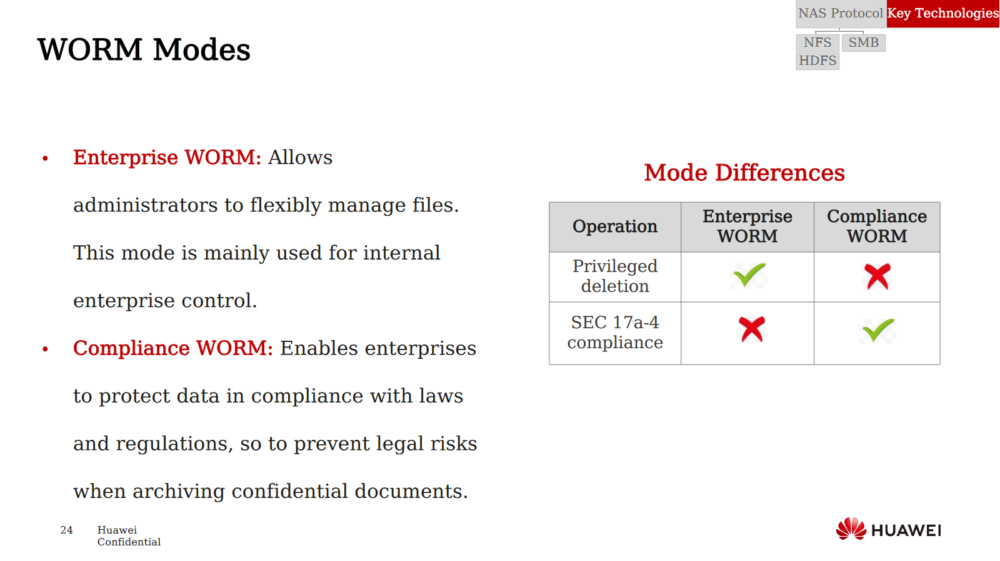 NAS Protocol
Key Technologies
NFS
SMB
HDFS
WORM Modes
• Enterprise WORM: Allows
administrators to flexibly manage files.
This mode is mainly used for internal
enterprise control.
• Compliance WORM: Enables enterprises
to protect data in compliance with laws
and regulations, so to prevent legal risks
when archiving confidential documents.
Mode Differences
Operation
Enterprise
WORM
Compliance
WORM
Privileged
deletion
SEC 17a-4
compliance
24
Huawei
Confidential
HUAWEI